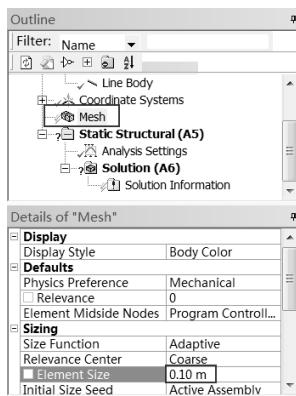 Outline
Filter: Name
Line Body
Coordinate Systems
Mesh
Static Structural (A5)
Analysis Settings
Solution (A6)
Solution Information
Details of "Mesh"
Display
Display Style Body Color
Defaults
Physics Preference Mechanical
Relevance 0
Element Midside Nodes Program Controll...
Sizing
Size Function Adaptive
Relevance Center Coarse
Element Size 0.10 m
Initial Size Seed Active Assembly